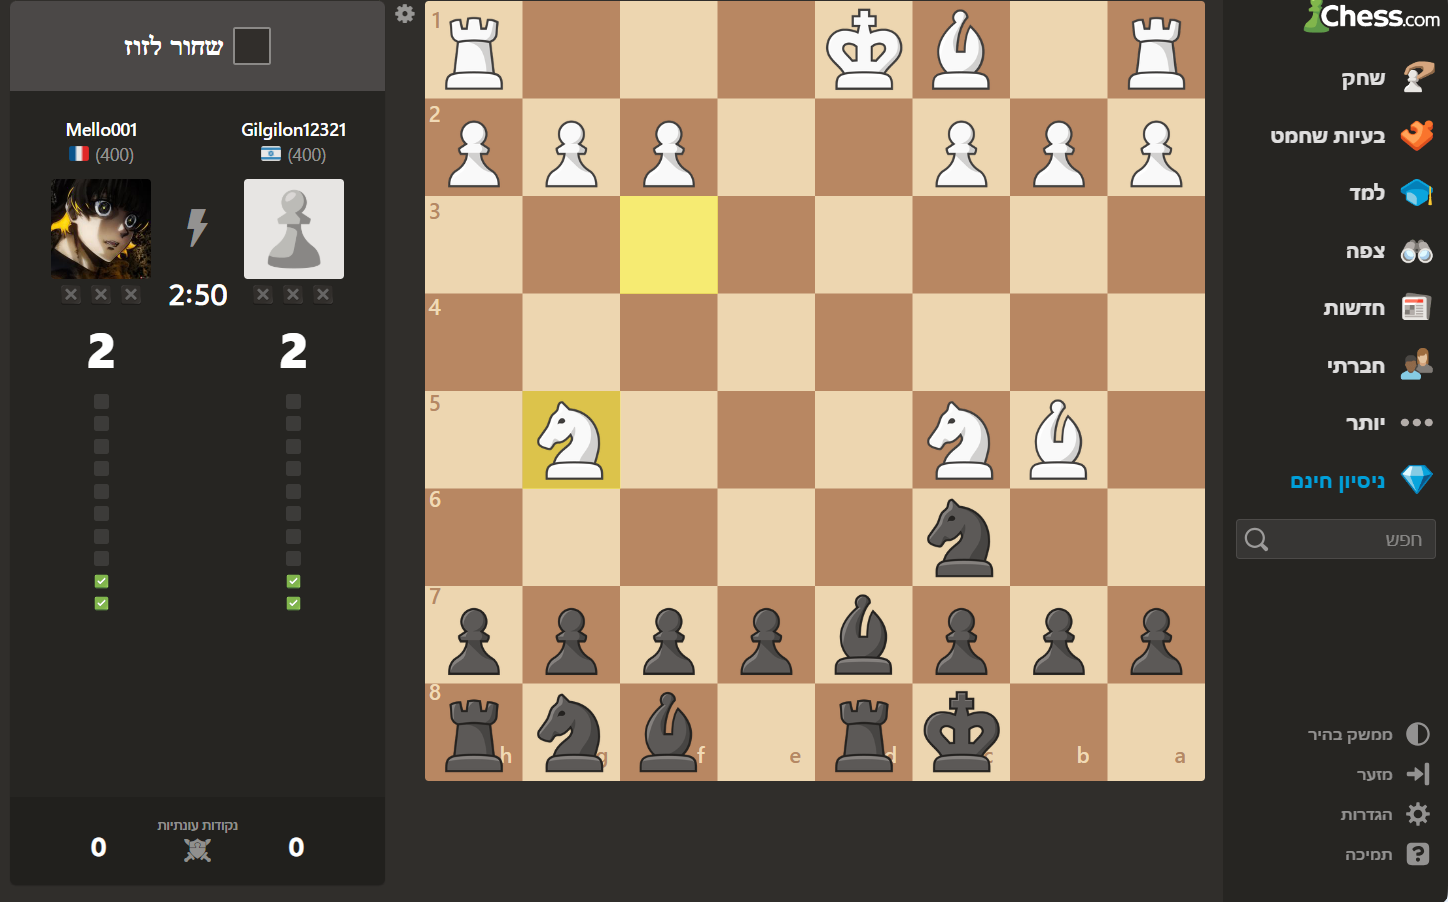 שחור לזוז
Mello001
(400)
Gilgilon12321
(400)
2:50
2
2
נקודות עונתיות
0
0
1
2
3
4
5
6
7
8
h
g
f
e
d
c
b
a
Chess.com
שחק
בעיות שחמט
למד
צפה
חדשות
חברתי
יותר
ניסיון חינם
חפש
ממשק בהיר
מזער
הגדרות
תמיכה